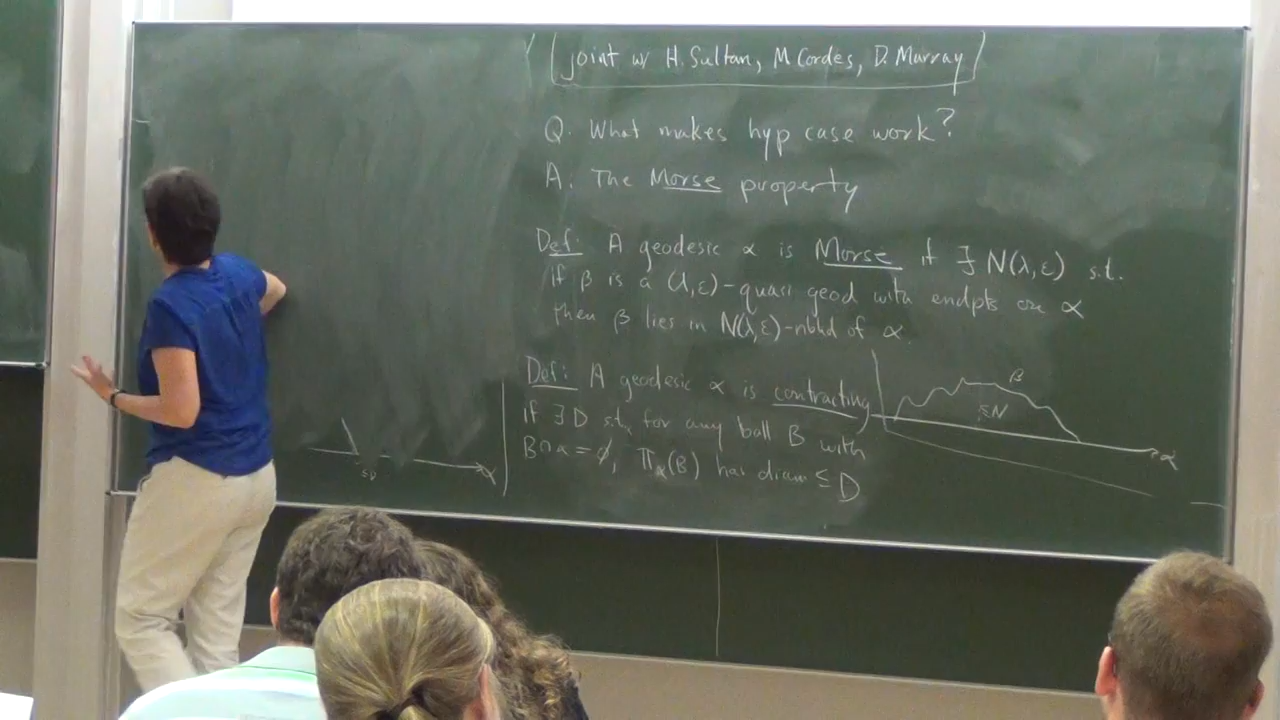 joint w/ H. Sultan, M Cordes, D. Murray
Q. What makes hyp case work?
A. The Morse property
Def: A geodesic α is Morse if ∃ N(λ,ε) s.t.
if β is a (λ,ε)-quasi geod with endpts on α
then β lies in N(λ,ε)-nbhd of α
Def: A geodesic α is contracting
if ∃ D s.t. for any ball B with
B∩α = ∅, π_α(B) has diam ≤ D
β
≤N
α
≤D
α